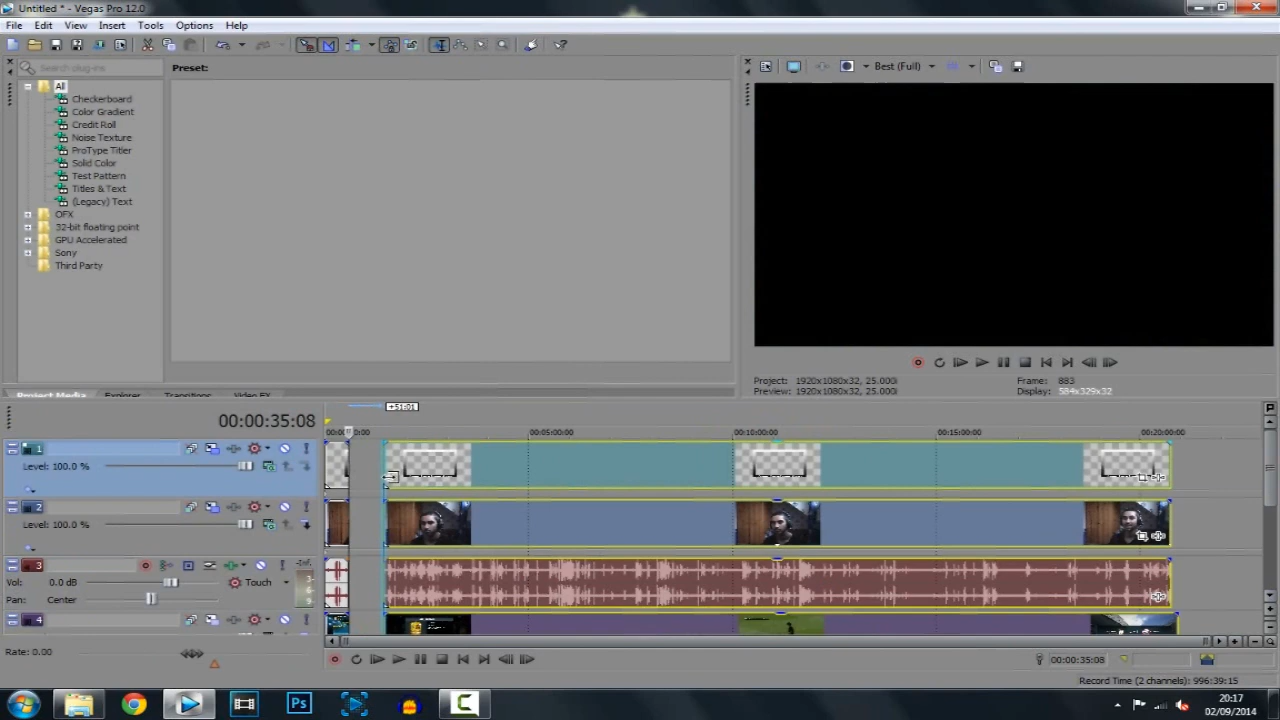 Untitled * - Vegas Pro 12.0
File Edit View Insert Tools Options Help
Search plug-ins
Preset:
Best (Full)
All
Checkerboard
Color Gradient
Credit Roll
Noise Texture
ProType Titler
Solid Color
Test Pattern
Titles & Text
(Legacy) Text
OFX
32-bit floating point
GPU Accelerated
Sony
Third Party
Project: 1920x1080x32, 25.000i
Frame: 883
Preview: 1920x1080x32, 25.000i
Display: 584x329x32
Project Media Explorer Transitions Video FX
00:00:35:08
+51:01
00:05:00:00 00:10:00:00 00:15:00:00 00:20:00:00
1
Level: 100.0 %
2
Level: 100.0 %
3
Vol: 0.0 dB Touch
Pan: Center
4
Rate: 0.00
00:00:35:08
Record Time (2 channels): 996:39:15
Ps
C
20:17
02/09/2014